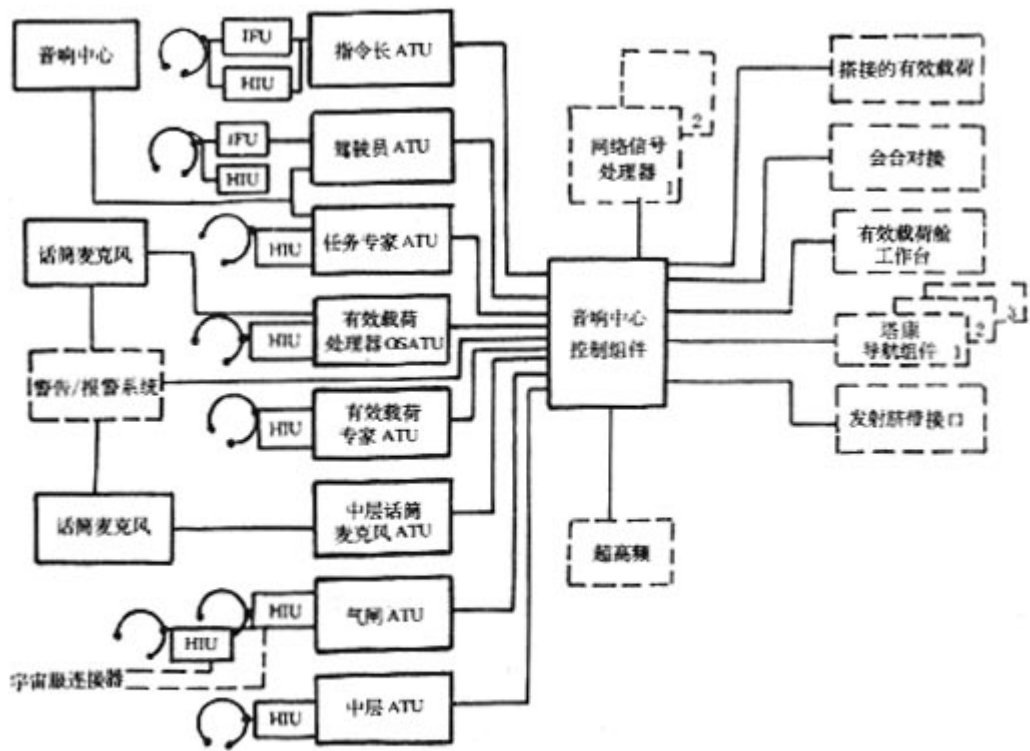 音响中心
IFU
HIU
指令长 ATU
IFU
HIU
驾驶员 ATU
HIU
任务专家 ATU
话筒麦克风
HIU
有效载荷
处理器OSATU
警告/报警系统
HIU
有效载荷
专家 ATU
话筒麦克风
中层话筒
麦克风 ATU
HIU
HIU
气闸 ATU
宇宙服连接器
HIU
中层 ATU
网络信号
处理器
1
2
音响中心
控制组件
超高频
搭接的有效载荷
会合对接
有效载荷舱
工作台
塔康
导航组件
1
2
3
发射脐带接口